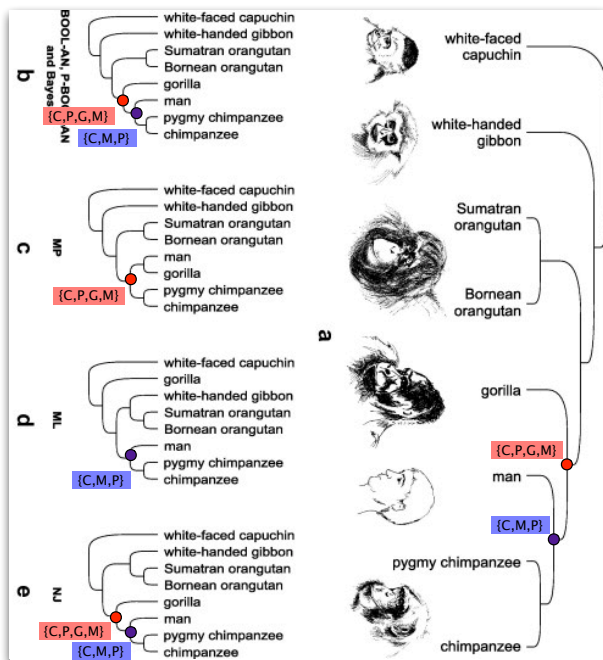 BOOL-AN, P-BOOL-AN
and Bayes
b
white-faced capuchin
white-handed gibbon
Sumatran orangutan
Bornean orangutan
gorilla
man
pygmy chimpanzee
chimpanzee
{C,P,G,M}
{C,M,P}
c
MP
white-faced capuchin
white-handed gibbon
Sumatran orangutan
Bornean orangutan
man
gorilla
pygmy chimpanzee
chimpanzee
{C,P,G,M}
d
ML
white-faced capuchin
gorilla
white-handed gibbon
Sumatran orangutan
Bornean orangutan
man
pygmy chimpanzee
chimpanzee
{C,M,P}
e
NJ
white-faced capuchin
white-handed gibbon
Sumatran orangutan
Bornean orangutan
gorilla
man
pygmy chimpanzee
chimpanzee
{C,P,G,M}
{C,M,P}
a
white-faced
capuchin
white-handed
gibbon
Sumatran
orangutan
Bornean
orangutan
gorilla
{C,P,G,M}
man
{C,M,P}
pygmy chimpanzee
chimpanzee